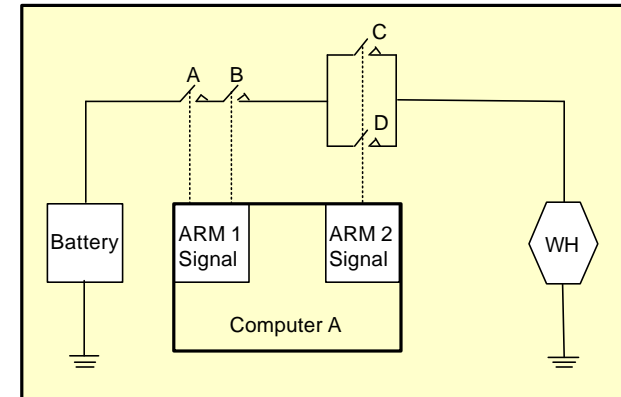 C
A B
D
Battery
ARM 1
Signal
ARM 2
Signal
WH
Computer A